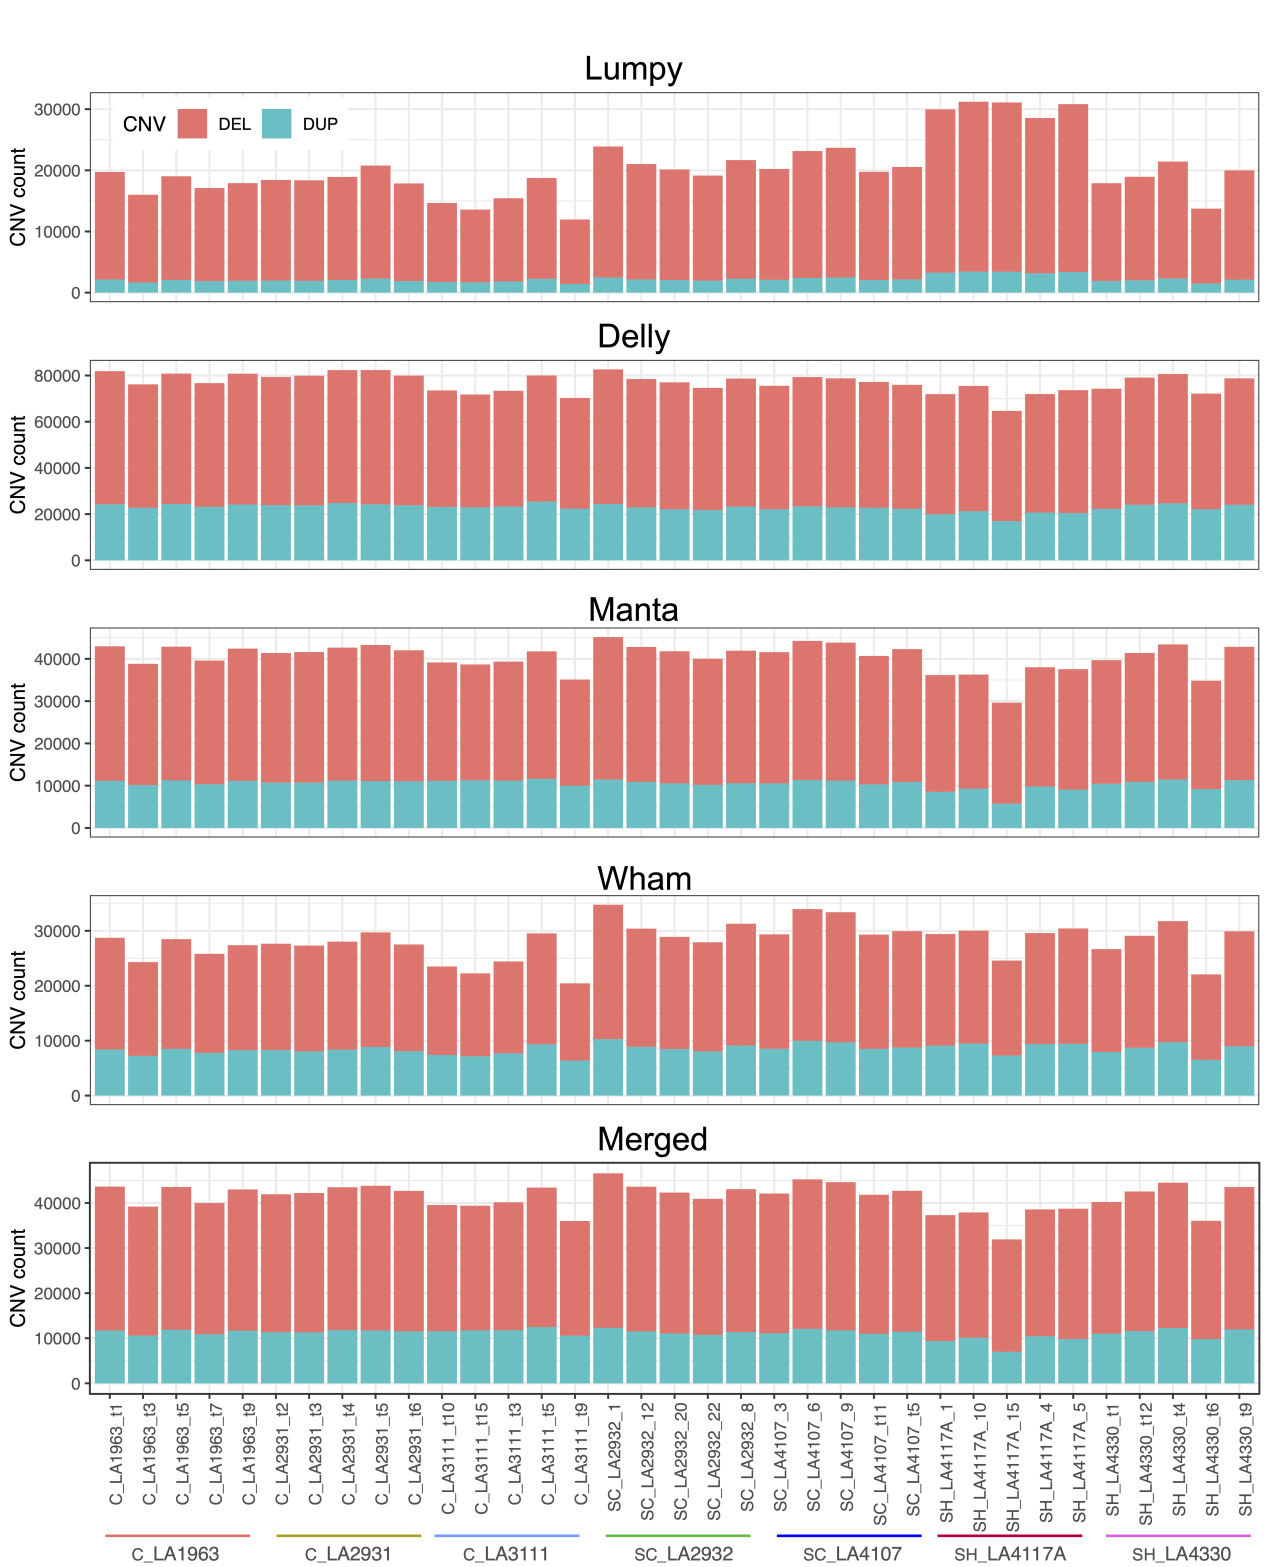 Lumpy
CNV count
30000
20000
10000
0
CNV DEL DUP
Delly
CNV count
80000
60000
40000
20000
0
Manta
CNV count
40000
30000
20000
10000
0
Wham
CNV count
30000
20000
10000
0
Merged
CNV count
40000
30000
20000
10000
0
C_LA1963_t1
C_LA1963_t3
C_LA1963_t5
C_LA1963_t7
C_LA1963_t9
C_LA2931_t2
C_LA2931_t3
C_LA2931_t4
C_LA2931_t5
C_LA2931_t6
C_LA3111_t10
C_LA3111_t15
C_LA3111_t3
C_LA3111_t5
C_LA3111_t9
SC_LA2932_1
SC_LA2932_12
SC_LA2932_20
SC_LA2932_22
SC_LA2932_8
SC_LA4107_3
SC_LA4107_6
SC_LA4107_9
SC_LA4107_t11
SC_LA4107_t5
SH_LA4117A_1
SH_LA4117A_10
SH_LA4117A_15
SH_LA4117A_4
SH_LA4117A_5
SH_LA4330_t1
SH_LA4330_t12
SH_LA4330_t4
SH_LA4330_t6
SH_LA4330_t9
C_LA1963 C_LA2931 C_LA3111 SC_LA2932 SC_LA4107 SH_LA4117A SH_LA4330